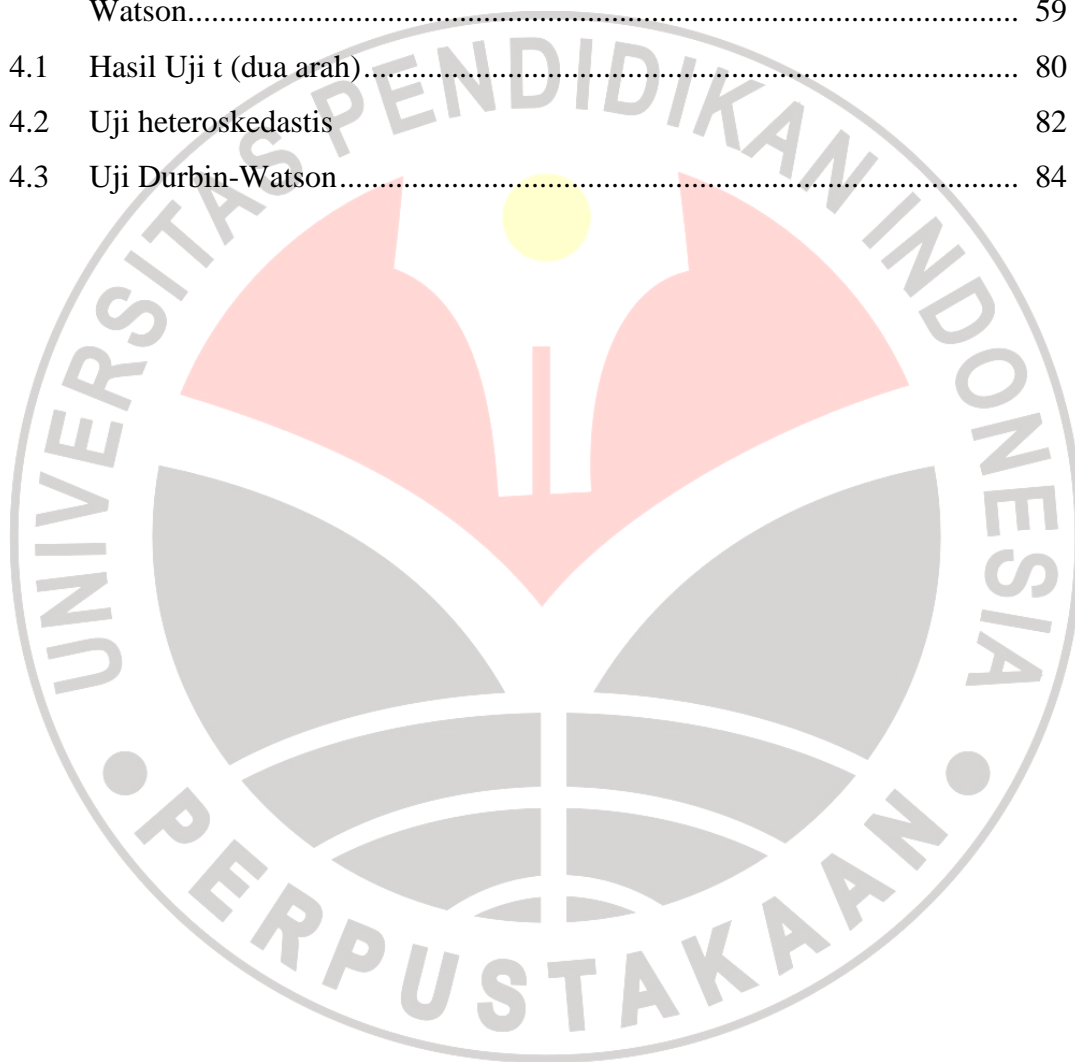 Watson........................................................................................................ 59
4.1 Hasil Uji t (dua arah)................................................................................... 80
4.2 Uji heteroskedastis 82
4.3 Uji Durbin-Watson...................................................................................... 84
UNIVERSITAS PENDIDIKAN INDONESIA
PERPUSTAKAAN